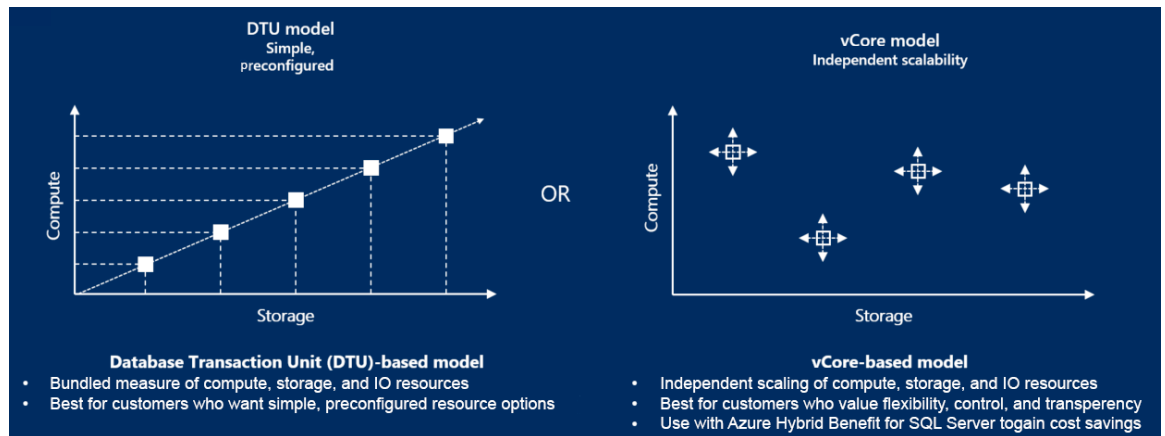 DTU model
Simple,
preconfigured
Compute
Storage
Database Transaction Unit (DTU)-based model
• Bundled measure of compute, storage, and IO resources
• Best for customers who want simple, preconfigured resource options
OR
vCore model
Independent scalability
Compute
Storage
vCore-based model
• Independent scaling of compute, storage, and IO resources
• Best for customers who value flexibility, control, and transperency
• Use with Azure Hybrid Benefit for SQL Server togain cost savings